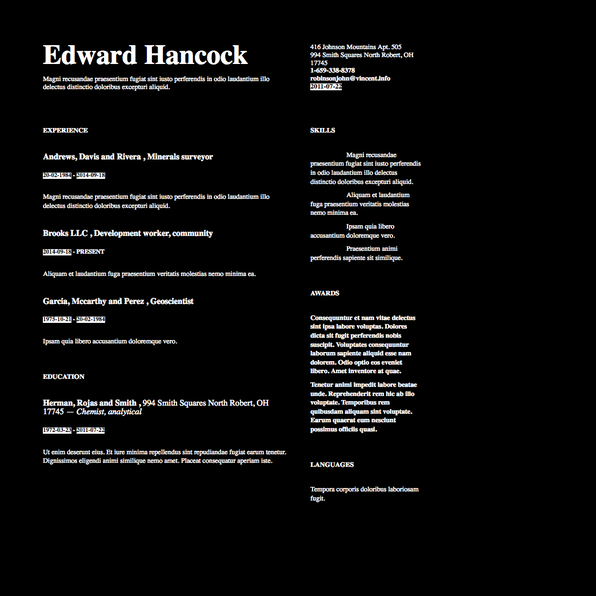 Edward Hancock
Magni recusandae praesentium fugiat sint iusto perferendis in odio laudantium illo
delectus distinctio doloribus excepturi aliquid.
416 Johnson Mountains Apt. 505
994 Smith Squares North Robert, OH
17745
1-659-338-8378
robinsonjohn@vincent.info
2011-07-22
EXPERIENCE
Andrews, Davis and Rivera , Minerals surveyor
20-02-1984 - 2014-09-18
Magni recusandae praesentium fugiat sint iusto perferendis in odio laudantium illo
delectus distinctio doloribus excepturi aliquid.
Brooks LLC , Development worker, community
2014-09-18 - PRESENT
Aliquam et laudantium fuga praesentium veritatis molestias nemo minima ea.
Garcia, Mccarthy and Perez , Geoscientist
1975-10-21 - 20-02-1984
Ipsam quia libero accusantium doloremque vero.
EDUCATION
Herman, Rojas and Smith , 994 Smith Squares North Robert, OH
17745 — Chemist, analytical
1972-03-23 - 2011-07-22
Ut enim deserunt eius. Et iure minima repellendus sint repudiandae fugiat earum tenetur.
Dignissimos eligendi animi similique nemo amet. Placeat consequatur aperiam iste.
SKILLS
Magni recusandae
praesentium fugiat sint iusto perferendis
in odio laudantium illo delectus
distinctio doloribus excepturi aliquid.
Aliquam et laudantium
fuga praesentium veritatis molestias
nemo minima ea.
Ipsam quia libero
accusantium doloremque vero.
Praesentium animi
perferendis sapiente sit similique.
AWARDS
Consequuntur et nam vitae delectus
sint ipsa labore voluptas. Dolores
dicta sit fugit perferendis nobis
suscipit. Voluptates consequuntur
laborum sapiente aliquid esse nam
dolorem. Odio optio eos eveniet
libero. Amet inventore at quae.
Tenetur animi impedit labore beatae
unde. Reprehenderit rem hic ab illo
voluptate. Temporibus rem
quibusdam aliquam sint voluptate.
Earum quaerat eum nesciunt
possimus officiis quasi.
LANGUAGES
Tempora corporis doloribus laboriosam
fugit.